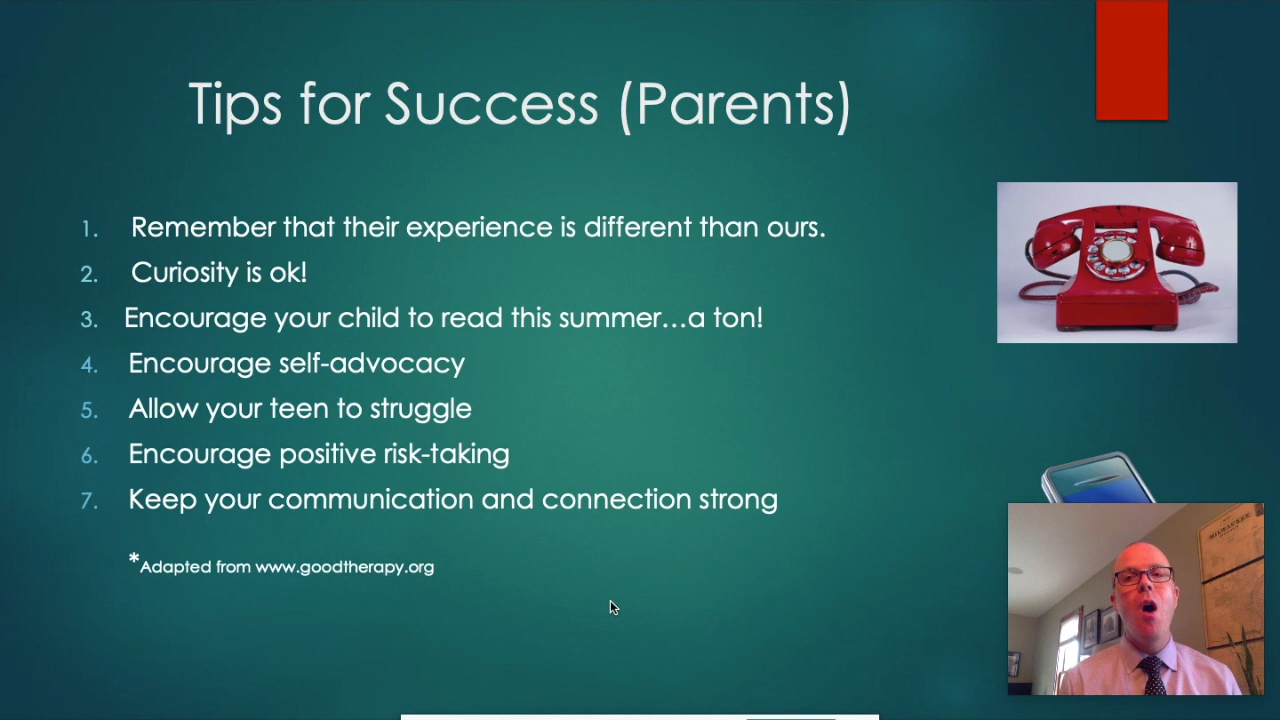 Tips for Success (Parents)
1. Remember that their experience is different than ours.
2. Curiosity is ok!
3. Encourage your child to read this summer…a ton!
4. Encourage self-advocacy
5. Allow your teen to struggle
6. Encourage positive risk-taking
7. Keep your communication and connection strong
*Adapted from www.goodtherapy.org
MILWAUKEE